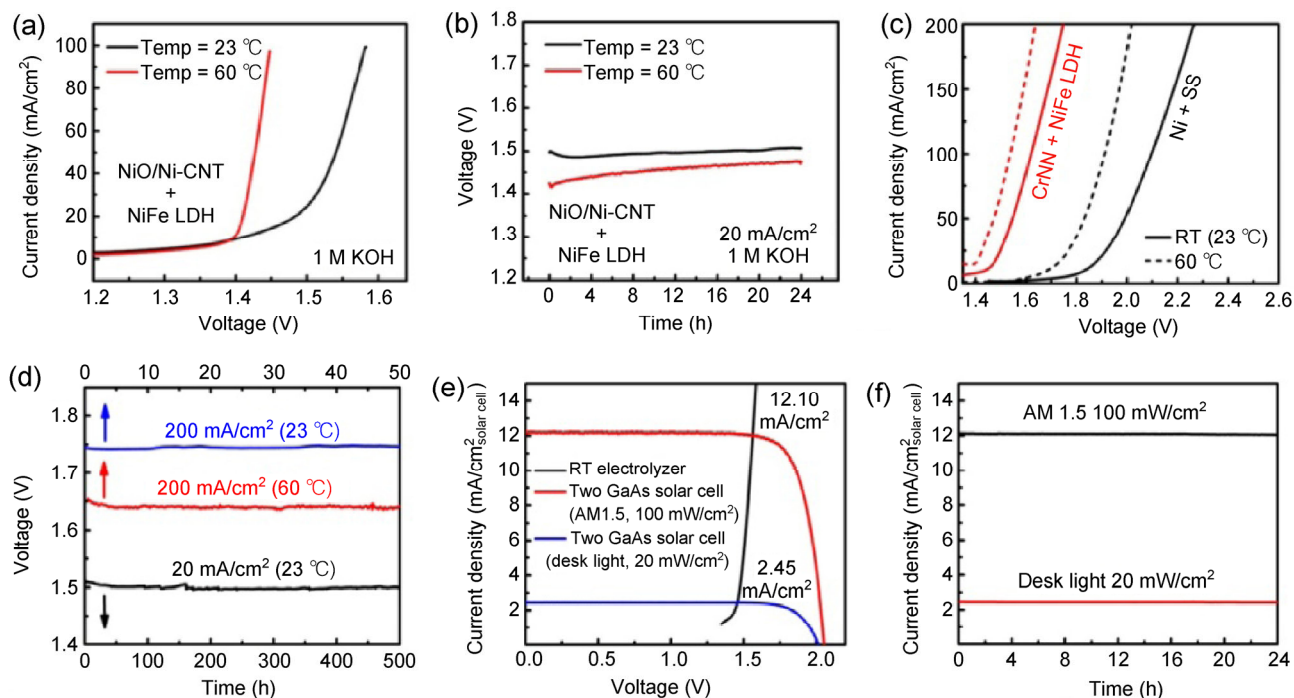 (a)
Current density (mA/cm²)
100
80
60
40
20
0
Temp = 23 ℃
Temp = 60 ℃
NiO/Ni-CNT
+
NiFe LDH
1 M KOH
1.2 1.3 1.4 1.5 1.6
Voltage (V)
(b)
Voltage (V)
1.8
1.7
1.6
1.5
1.4
1.3
1.2
Temp = 23 ℃
Temp = 60 ℃
NiO/Ni-CNT
+
NiFe LDH
20 mA/cm²
1 M KOH
0 4 8 12 16 20 24
Time (h)
(c)
Current density (mA/cm²)
200
150
100
50
0
CrNN + NiFe LDH
Ni + SS
RT (23 ℃)
60 ℃
1.4 1.6 1.8 2.0 2.2 2.4 2.6
Voltage (V)
(d)
0 10 20 30 40 50
Voltage (V)
1.8
1.7
1.6
1.5
1.4
200 mA/cm² (23 ℃)
200 mA/cm² (60 ℃)
20 mA/cm² (23 ℃)
0 100 200 300 400 500
Time (h)
(e)
Current density (mA/cm²solar cell)
14
12
10
8
6
4
2
12.10
mA/cm²
RT electrolyzer
Two GaAs solar cell
(AM1.5, 100 mW/cm²)
Two GaAs solar cell
(desk light, 20 mW/cm²)
2.45
mA/cm²
0.0 0.5 1.0 1.5 2.0
Voltage (V)
(f)
Current density (mA/cm²solar cell)
14
12
10
8
6
4
2
AM 1.5 100 mW/cm²
Desk light 20 mW/cm²
0 4 8 12 16 20 24
Time (h)